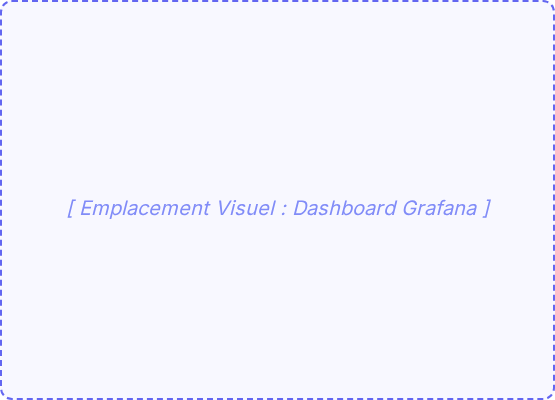 [ Emplacement Visuel : Dashboard Grafana ]